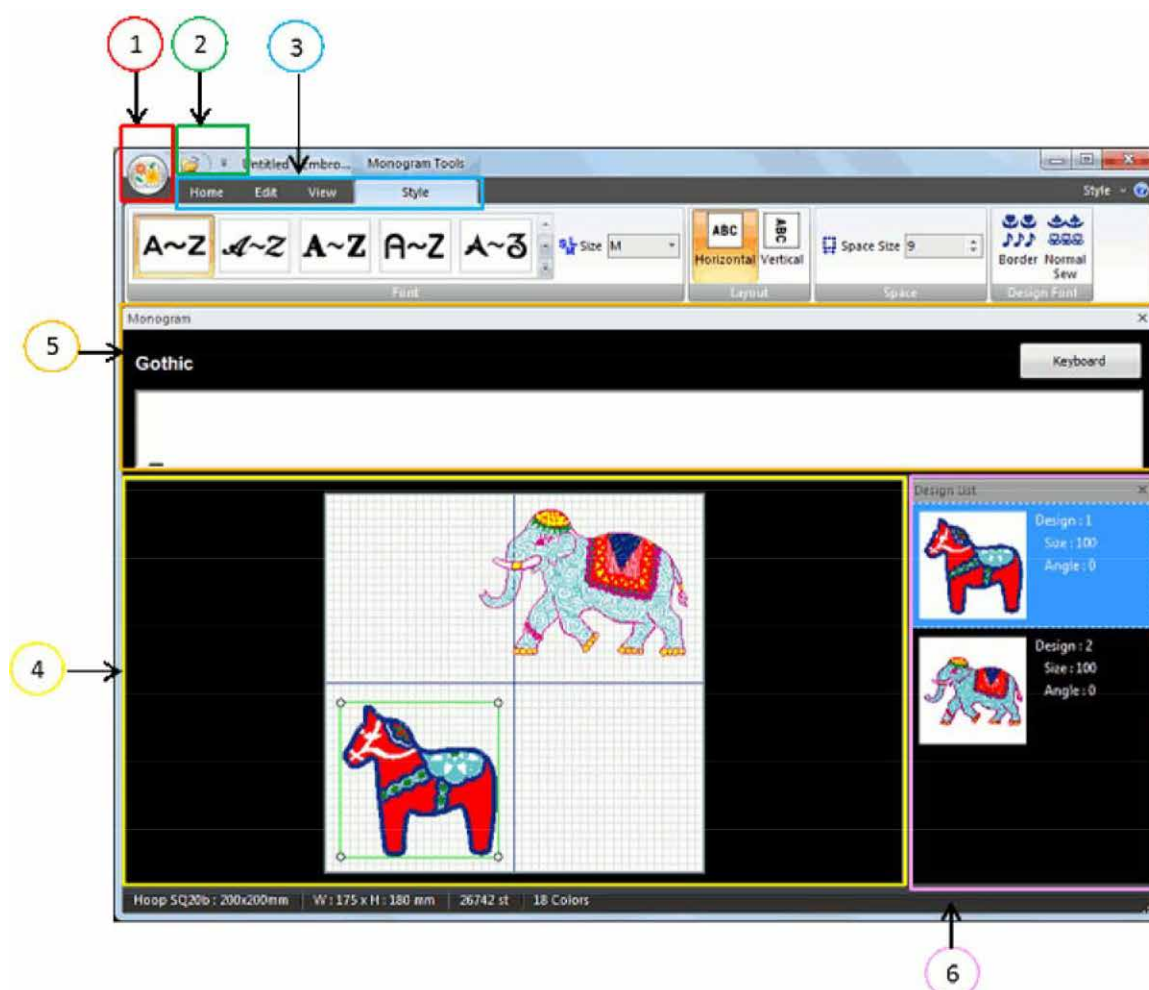 1
2
3
Untitled Embro... Monogram Tools
Home Edit View Style
Style
A~Z A~Z A~Z A~Z A~Z
Size M
ABC
Horizontal
ABC
Vertical
Space Size 9
Border
Normal
Sew
Font
Layout
Space
Design Font
Monogram
5
Gothic
Keyboard
Design List
Design : 1
Size : 100
Angle : 0
4
Design : 2
Size : 100
Angle : 0
Hoop SQ20b : 200x200mm W : 175 x H : 180 mm 26742 st 18 Colors
6